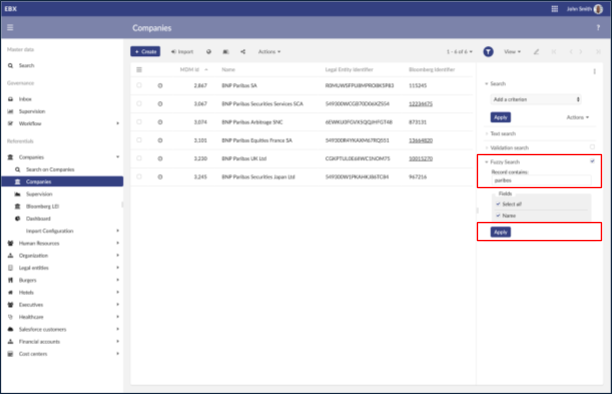 EBX
John Smith
Companies
?
Master data
Search
Governance
Inbox
Supervision
Workflow
Referentials
Companies
Search on Companies
Companies
Supervision
Bloomberg LEI
Dashboard
Import Configuration
Human Resources
Organization
Legal entities
Burgers
Hotels
Executives
Healthcare
Salesforce customers
Financial accounts
Cost centers
+ Create
Import
Actions
1 - 6 of 6
View
MDM id Name Legal Entity Identifier Bloomberg Identifier
2,867 BNP Paribas SA 115245
3,067 BNP Paribas Securities Services SCA 12236475
3,074 BNP Paribas Arbitrage SNC 873131
3,101 BNP Paribas Equities France SA 13664820
3,230 BNP Paribas UK Ltd 10015270
3,245 BNP Paribas Securities Japan Ltd 967216
Search
Add a criterion
Apply
Actions
Text search
Validation search
Fuzzy Search
Record contains:
paribas
Fields
Select all
Name
Apply